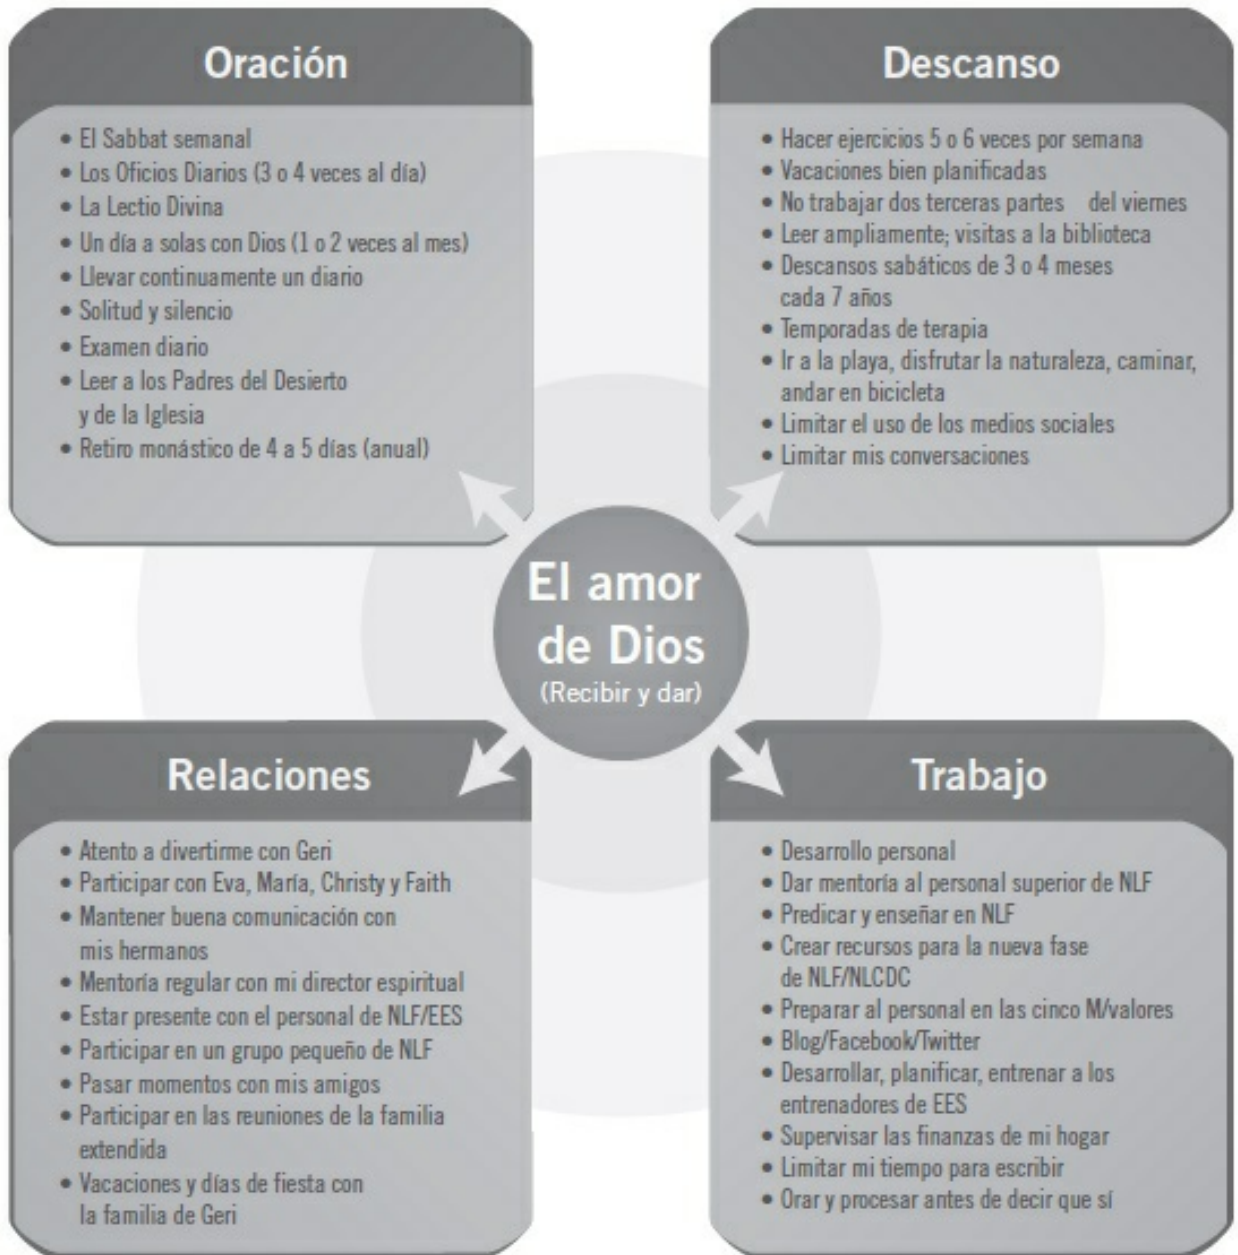 Oración
• El Sabbat semanal
• Los Oficios Diarios (3 o 4 veces al día)
• La Lectio Divina
• Un día a solas con Dios (1 o 2 veces al mes)
• Llevar continuamente un diario
• Solitud y silencio
• Examen diario
• Leer a los Padres del Desierto
y de la Iglesia
• Retiro monástico de 4 a 5 días (anual)
Descanso
• Hacer ejercicios 5 o 6 veces por semana
• Vacaciones bien planificadas
• No trabajar dos terceras partes del viernes
• Leer ampliamente; visitas a la biblioteca
• Descansos sabáticos de 3 o 4 meses
cada 7 años
• Temporadas de terapia
• Ir a la playa, disfrutar la naturaleza, caminar,
andar en bicicleta
• Limitar el uso de los medios sociales
• Limitar mis conversaciones
El amor
de Dios
(Recibir y dar)
Relaciones
• Atento a divertirme con Geri
• Participar con Eva, María, Christy y Faith
• Mantener buena comunicación con
mis hermanos
• Mentoría regular con mi director espiritual
• Estar presente con el personal de NLF/EES
• Participar en un grupo pequeño de NLF
• Pasar momentos con mis amigos
• Participar en las reuniones de la familia
extendida
• Vacaciones y días de fiesta con
la familia de Geri
Trabajo
• Desarrollo personal
• Dar mentoría al personal superior de NLF
• Predicar y enseñar en NLF
• Crear recursos para la nueva fase
de NLF/NLCDC
• Preparar al personal en las cinco M/valores
• Blog/Facebook/Twitter
• Desarrollar, planificar, entrenar a los
entrenadores de EES
• Supervisar las finanzas de mi hogar
• Limitar mi tiempo para escribir
• Orar y procesar antes de decir que sí